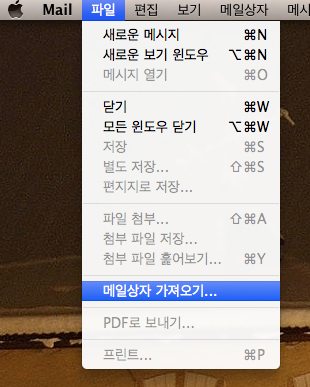 Mail 파일 편집 보기 메일상자 메시
새로운 메시지 ⌘N
새로운 보기 윈도우 ⌥⌘N
메시지 열기 ⌘O
닫기 ⌘W
모든 윈도우 닫기 ⌥⌘W
저장 ⌘S
별도 저장... ⇧⌘S
편지지로 저장...
파일 첨부... ⇧⌘A
첨부 파일 저장...
첨부 파일 훑어보기... ⌘Y
메일상자 가져오기...
PDF로 보내기...
프린트... ⌘P